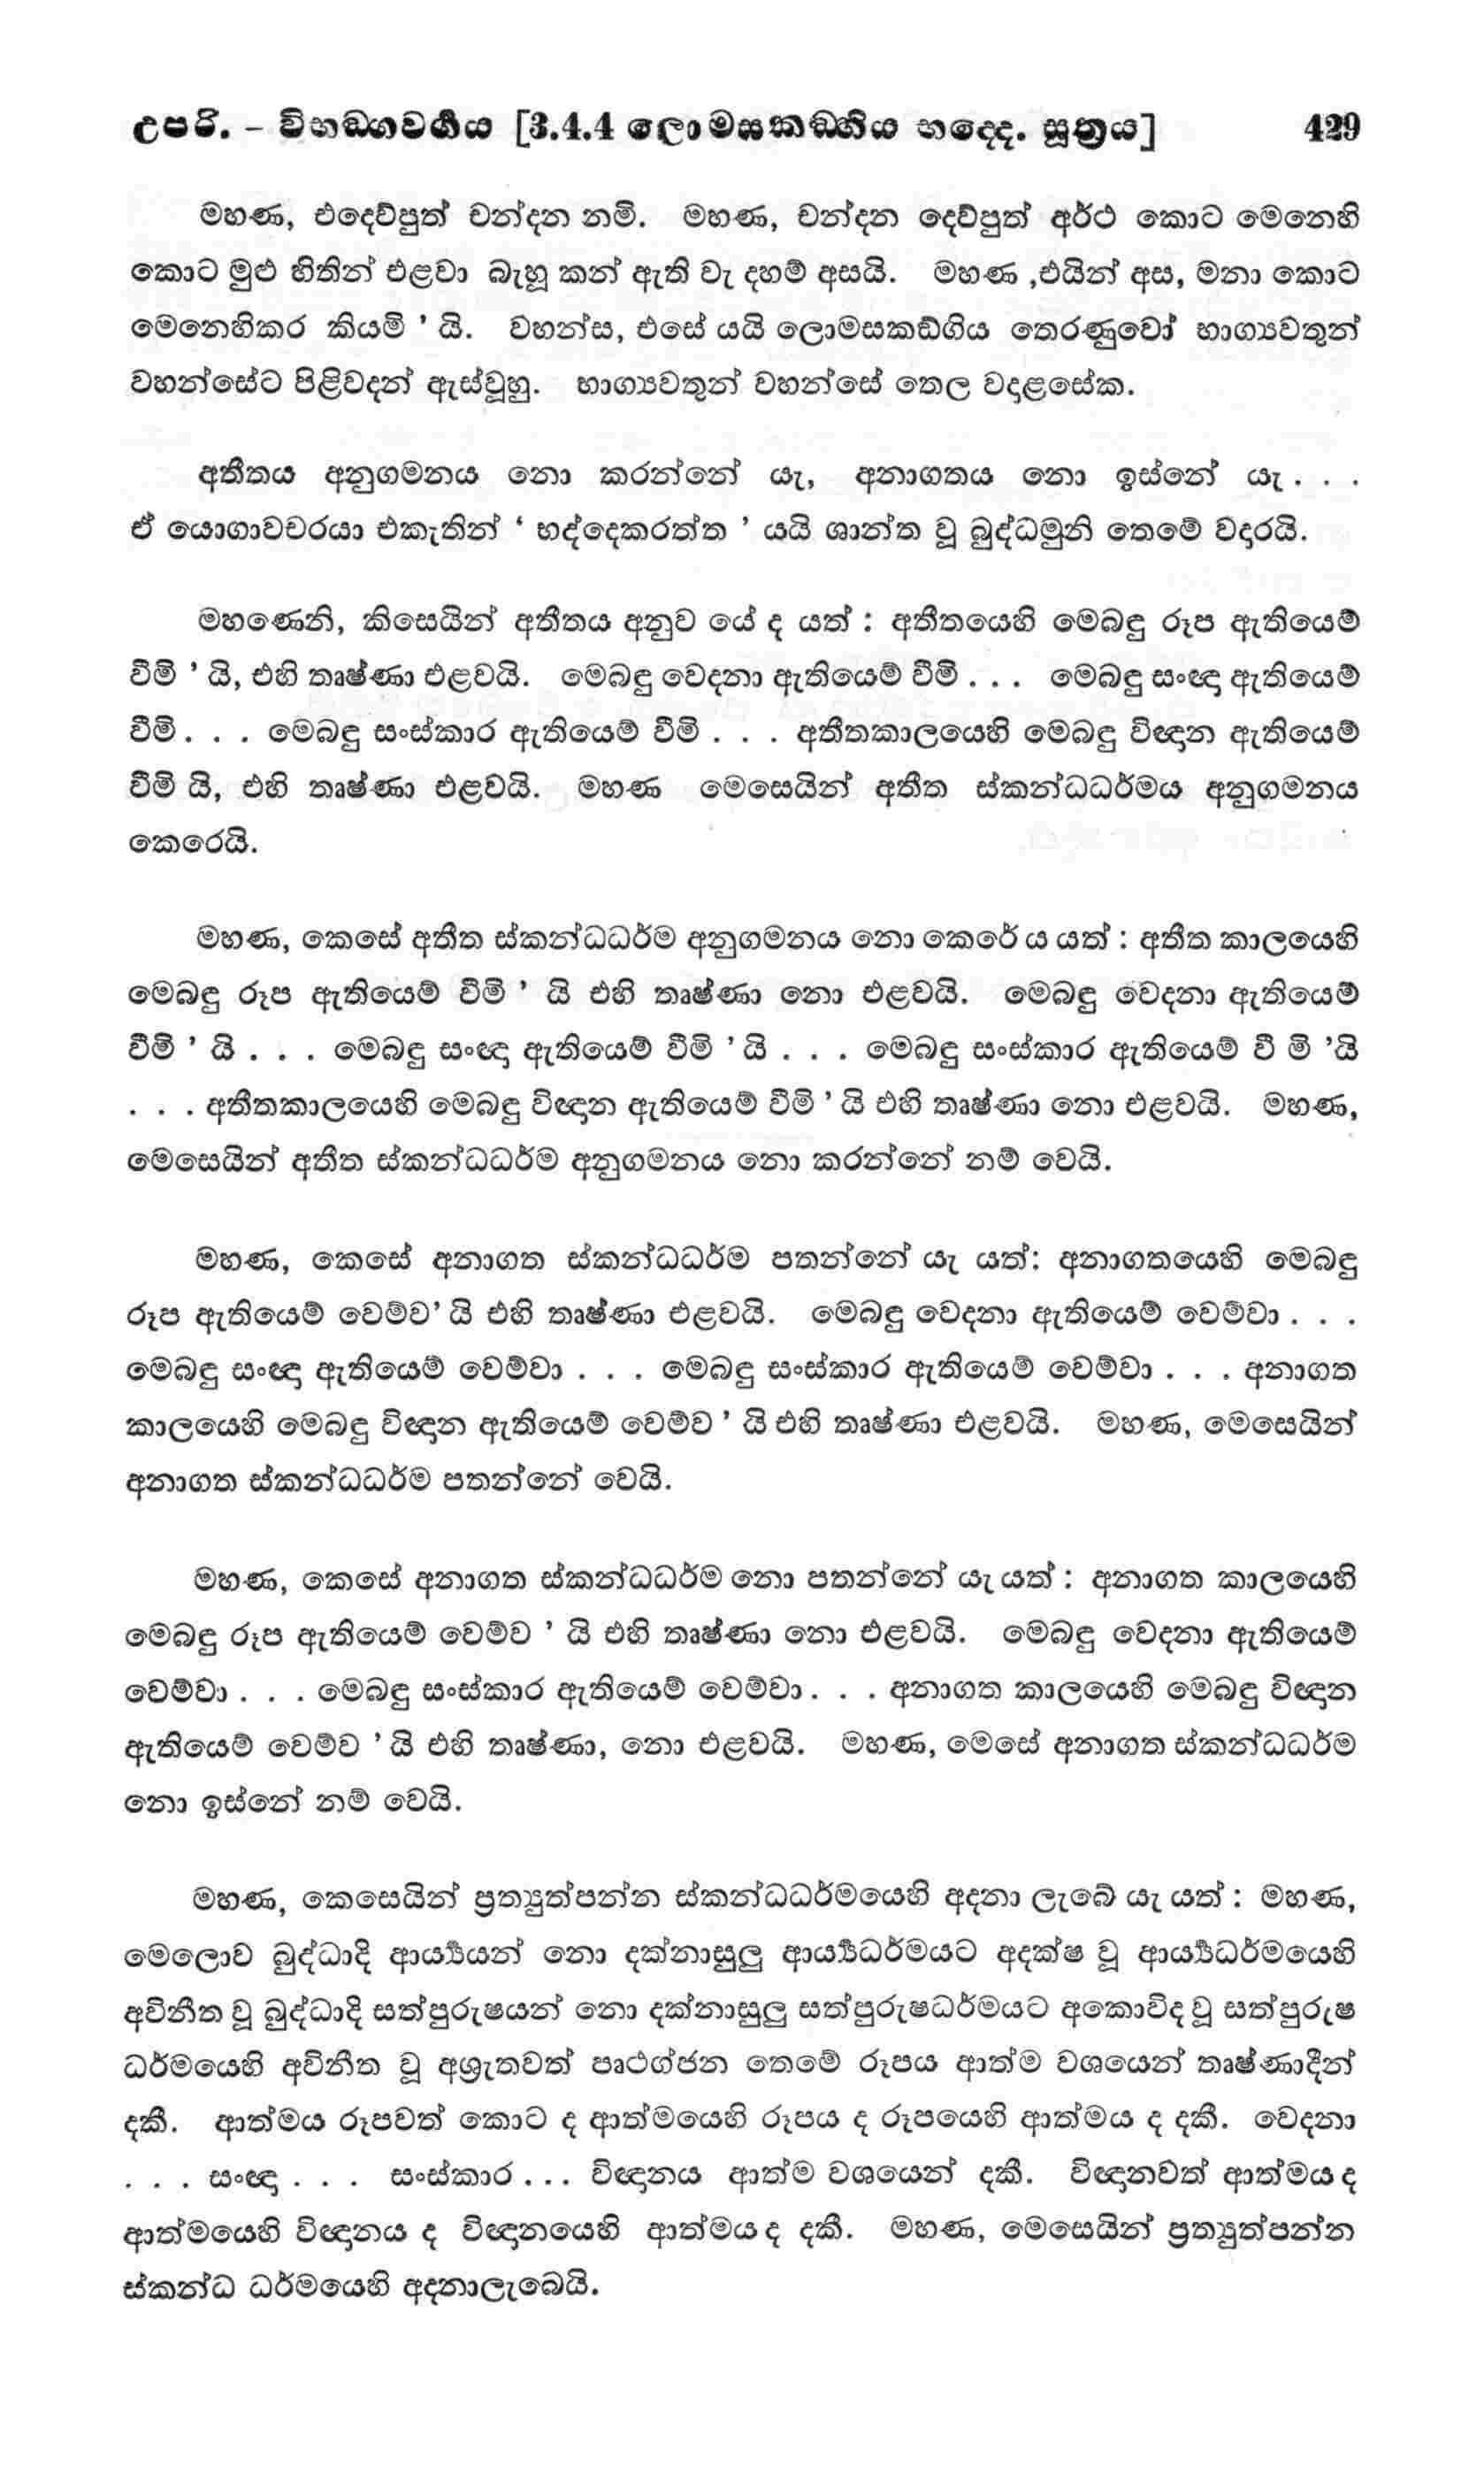 උපරි. – විභඞ්ගවර්‍ගය [3.4.4 ලොමසකඞ්ගිය භද්දෙ. සූත්‍රය] 429
මහණ, එදෙව්පුත් චන්දන නමි. මහණ, චන්දන දෙව්පුත් අර්ථ කොට මෙනෙහි
කොට මුළු හිතින් එළවා බැහූ කන් ඇති වැ දහම් අසයි. මහණ ,එයින් අස, මනා කොට
මෙනෙහිකර කියමි ’ යි. වහන්ස, එසේ යයි ලොමසකඩ්ගිය තෙරණුවෝ භාග්‍යවතුන්
වහන්සේට පිළිවදන් ඇස්වූහු. භාග්‍යවතුන් වහන්සේ තෙල වදාළසේක.
අතීතය අනුගමනය නො කරන්නේ යැ, අනාගතය නො ඉස්නේ යැ . . .
ඒ යොගාවචරයා එකැතින් ‘ භද්දෙකරත්ත ’ යයි ශාන්ත වූ බුද්ධමුනි තෙමේ වදාරයි.
මහණෙනි, කිසෙයින් අතීතය අනුව යේ ද යත් : අතීතයෙහි මෙබඳු රූප ඇතියෙම්
වීමි ’ යි, එහි තෘෂ්ණා එළවයි. මෙබඳු වෙදනා ඇතියෙම් වීමි . . . මෙබඳු සංඥා ඇතියෙම්
වීමි . . . මෙබඳු සංස්කාර ඇතියෙම් වීමි . . . අතීතකාලයෙහි මෙබඳු විඥාන ඇතියෙම්
වීමි යි, එහි තෘෂ්ණා එළවයි. මහණ මෙසෙයින් අතීත ස්කන්ධධර්මය අනුගමනය
කෙරෙයි.
මහණ, කෙසේ අතීත ස්කන්ධධර්ම අනුගමනය නො කෙරේ ය යත් : අතීත කාලයෙහි
මෙබඳු රූප ඇතියෙම් වීමි ’ යි එහි තෘෂ්ණා නො එළවයි. මෙබඳු වෙදනා ඇතියෙම්
වීමි ’ යි . . . මෙබඳු සංඥා ඇතියෙම් වීමි ’ යි . . . මෙබඳු සංස්කාර ඇතියෙම් වී මි ’යි
. . . අතීතකාලයෙහි මෙබඳු විඥාන ඇතියෙම් වීමි ’ යි එහි තෘෂ්ණා නො එළවයි. මහණ,
මෙසෙයින් අතීත ස්කන්ධධර්ම අනුගමනය නො කරන්නේ නම් වෙයි.
මහණ, කෙසේ අනාගත ස්කන්ධධර්ම පතන්නේ යැ යත්: අනාගතයෙහි මෙබඳු
රූප ඇතියෙම් වෙම්ව’ යි එහි තෘෂ්ණා එළවයි. මෙබඳු වෙදනා ඇතියෙම් වෙම්වා . . .
මෙබඳු සංඥා ඇතියෙම් වෙම්වා . . . මෙබඳු සංස්කාර ඇතියෙම් වෙම්වා . . . අනාගත
කාලයෙහි මෙබඳු විඥාන ඇතියෙම් වෙම්ව ’ යි එහි තෘෂ්ණා එළවයි. මහණ, මෙසෙයින්
අනාගත ස්කන්ධධර්ම පතන්නේ වෙයි.
මහණ, කෙසේ අනාගත ස්කන්ධධර්ම නො පතන්නේ යැ යත් : අනාගත කාලයෙහි
මෙබඳු රූප ඇතියෙම් වෙම්ව ’ යි එහි තෘෂ්ණා නො එළවයි. මෙබඳු වෙදනා ඇතියෙම්
වෙම්වා . . . මෙබඳු සංස්කාර ඇතියෙම් වෙම්වා . . . අනාගත කාලයෙහි මෙබඳු විඥාන
ඇතියෙම් වෙම්ව ’ යි එහි තෘෂ්ණා, නො එළවයි. මහණ, මෙසේ අනාගත ස්කන්ධධර්ම
නො ඉස්නේ නම් වෙයි.
මහණ, කෙසෙයින් ප්‍රත්‍යුත්පන්න ස්කන්ධධර්මයෙහි අදනා ලැබේ යැ යත් : මහණ,
මෙලොව බුද්ධාදි ආර්‍ය්‍යයන් නො දක්නාසුලු ආර්‍ය්‍යධර්මයට අදක්ෂ වූ ආර්‍ය්‍යධර්මයෙහි
අවිනීත වූ බුද්ධාදි සත්පුරුෂයන් නො දක්නාසුලු සත්පුරුෂධර්මයට අකොවිද වූ සත්පුරුෂ
ධර්මයෙහි අවිනීත වූ අශ්‍රැතවත් පෘථග්ජන තෙමේ රූපය ආත්ම වශයෙන් තෘෂ්ණාදීන්
දකී. ආත්මය රූපවත් කොට ද ආත්මයෙහි රූපය ද රූපයෙහි ආත්මය ද දකී. වෙදනා
. . . සංඥා . . . සංස්කාර . . . විඥානය ආත්ම වශයෙන් දකී. විඥානවත් ආත්මය ද
ආත්මයෙහි විඥානය ද විඥානයෙහි ආත්මය ද දකී. මහණ, මෙසෙයින් ප්‍රත්‍යුත්පන්න
ස්කන්ධ ධර්මයෙහි අදනාලැබෙයි.